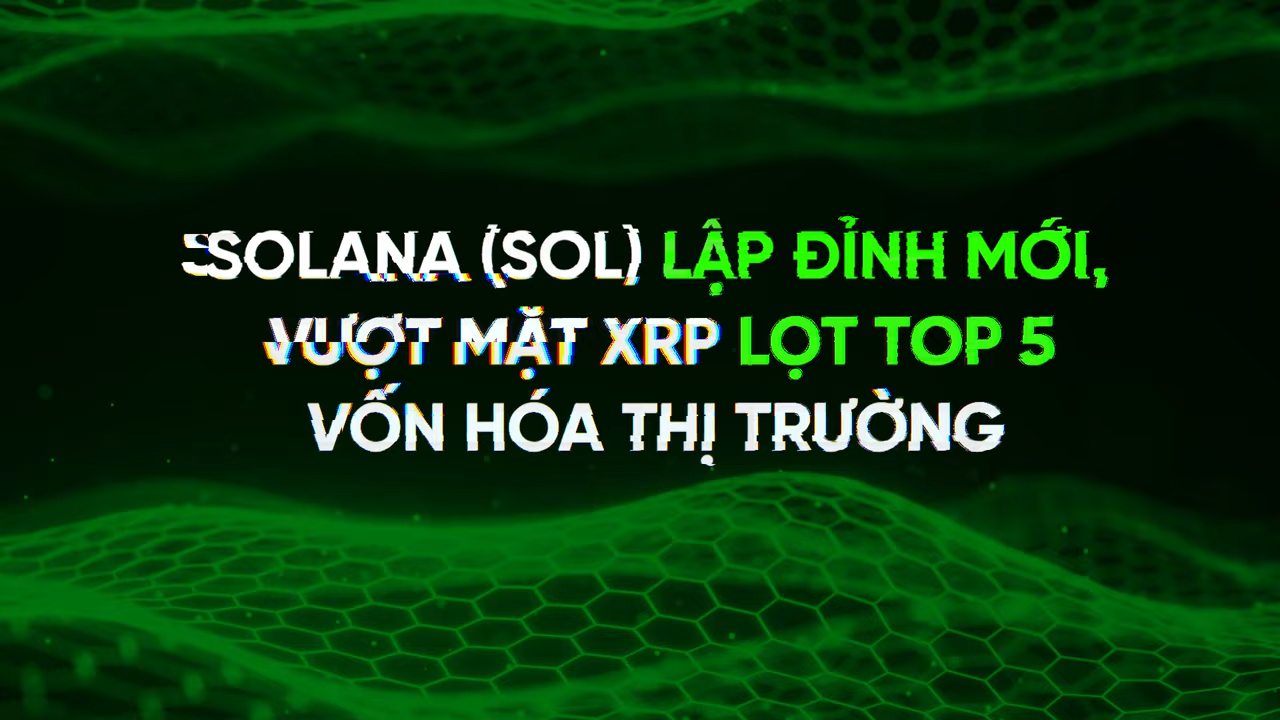 SOLANA (SOL) LẬP ĐỈNH MỚI,
VƯỢT MẶT XRP LỌT TOP 5
VỐN HÓA THỊ TRƯỜNG